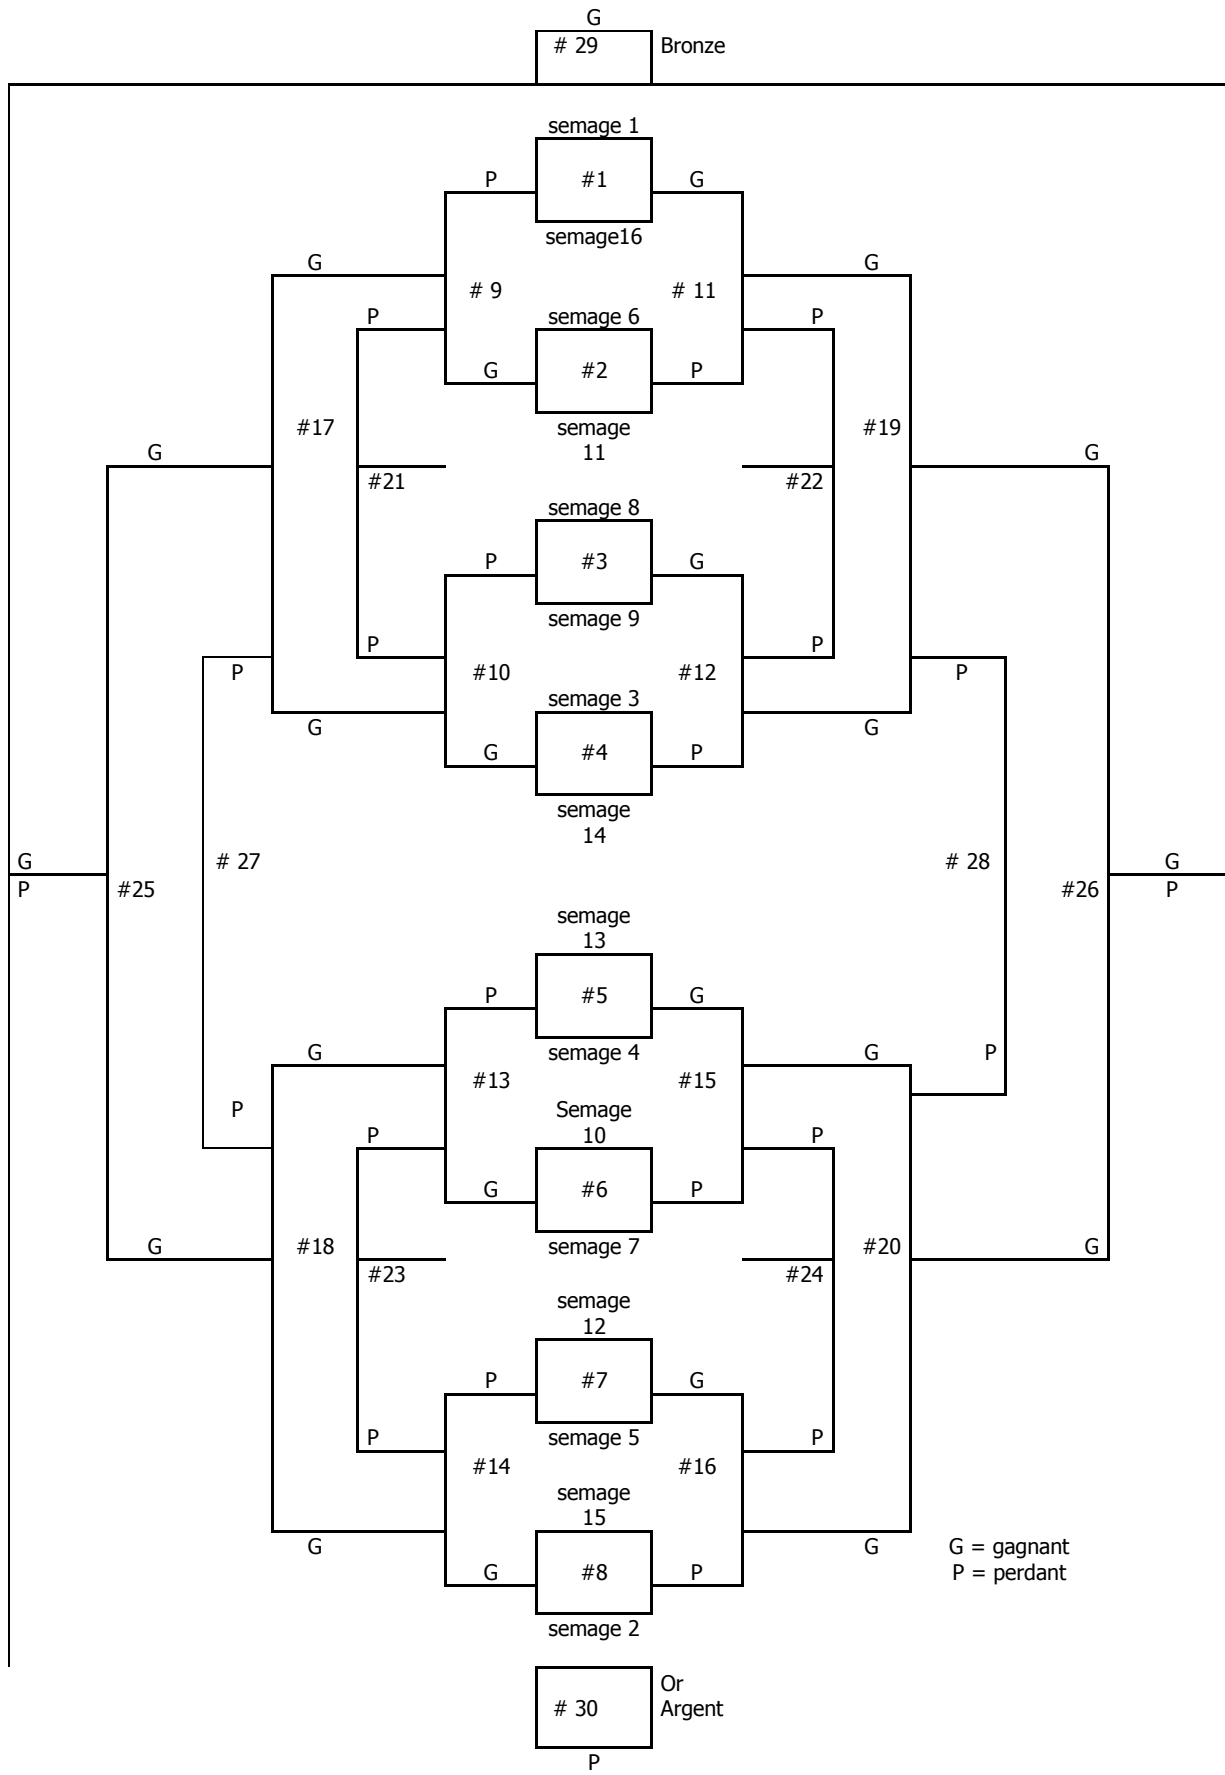 G
# 29 Bronze
semage 1
P #1 G
semage16
G G
# 9 # 11
P semage 6 P
G #2 P
semage
11
#17 #19
G G
#21 #22
semage 8
P #3 G
semage 9
P P
P #10 #12 P
semage 3
G G
G #4 P
semage
14
G # 27 # 28 G
P #25 #26 P
semage
13
P #5 G
G semage 4 G P
#13 #15
P Semage
P 10 P
G #6 P
G #18 semage 7 #20 G
#23 #24
semage
12
P #7 G
P semage 5 P
#14 #16
semage
15
G G
G #8 P
G = gagnant
P = perdant
semage 2
Or
# 30 Argent
P